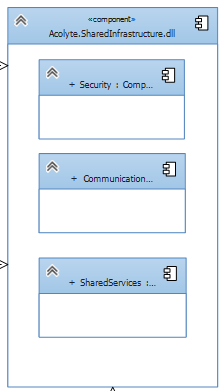 «component»
Acolyte.SharedInfrastructure.dll
+ Security : Comp...
+ Communication...
+ SharedServices :...